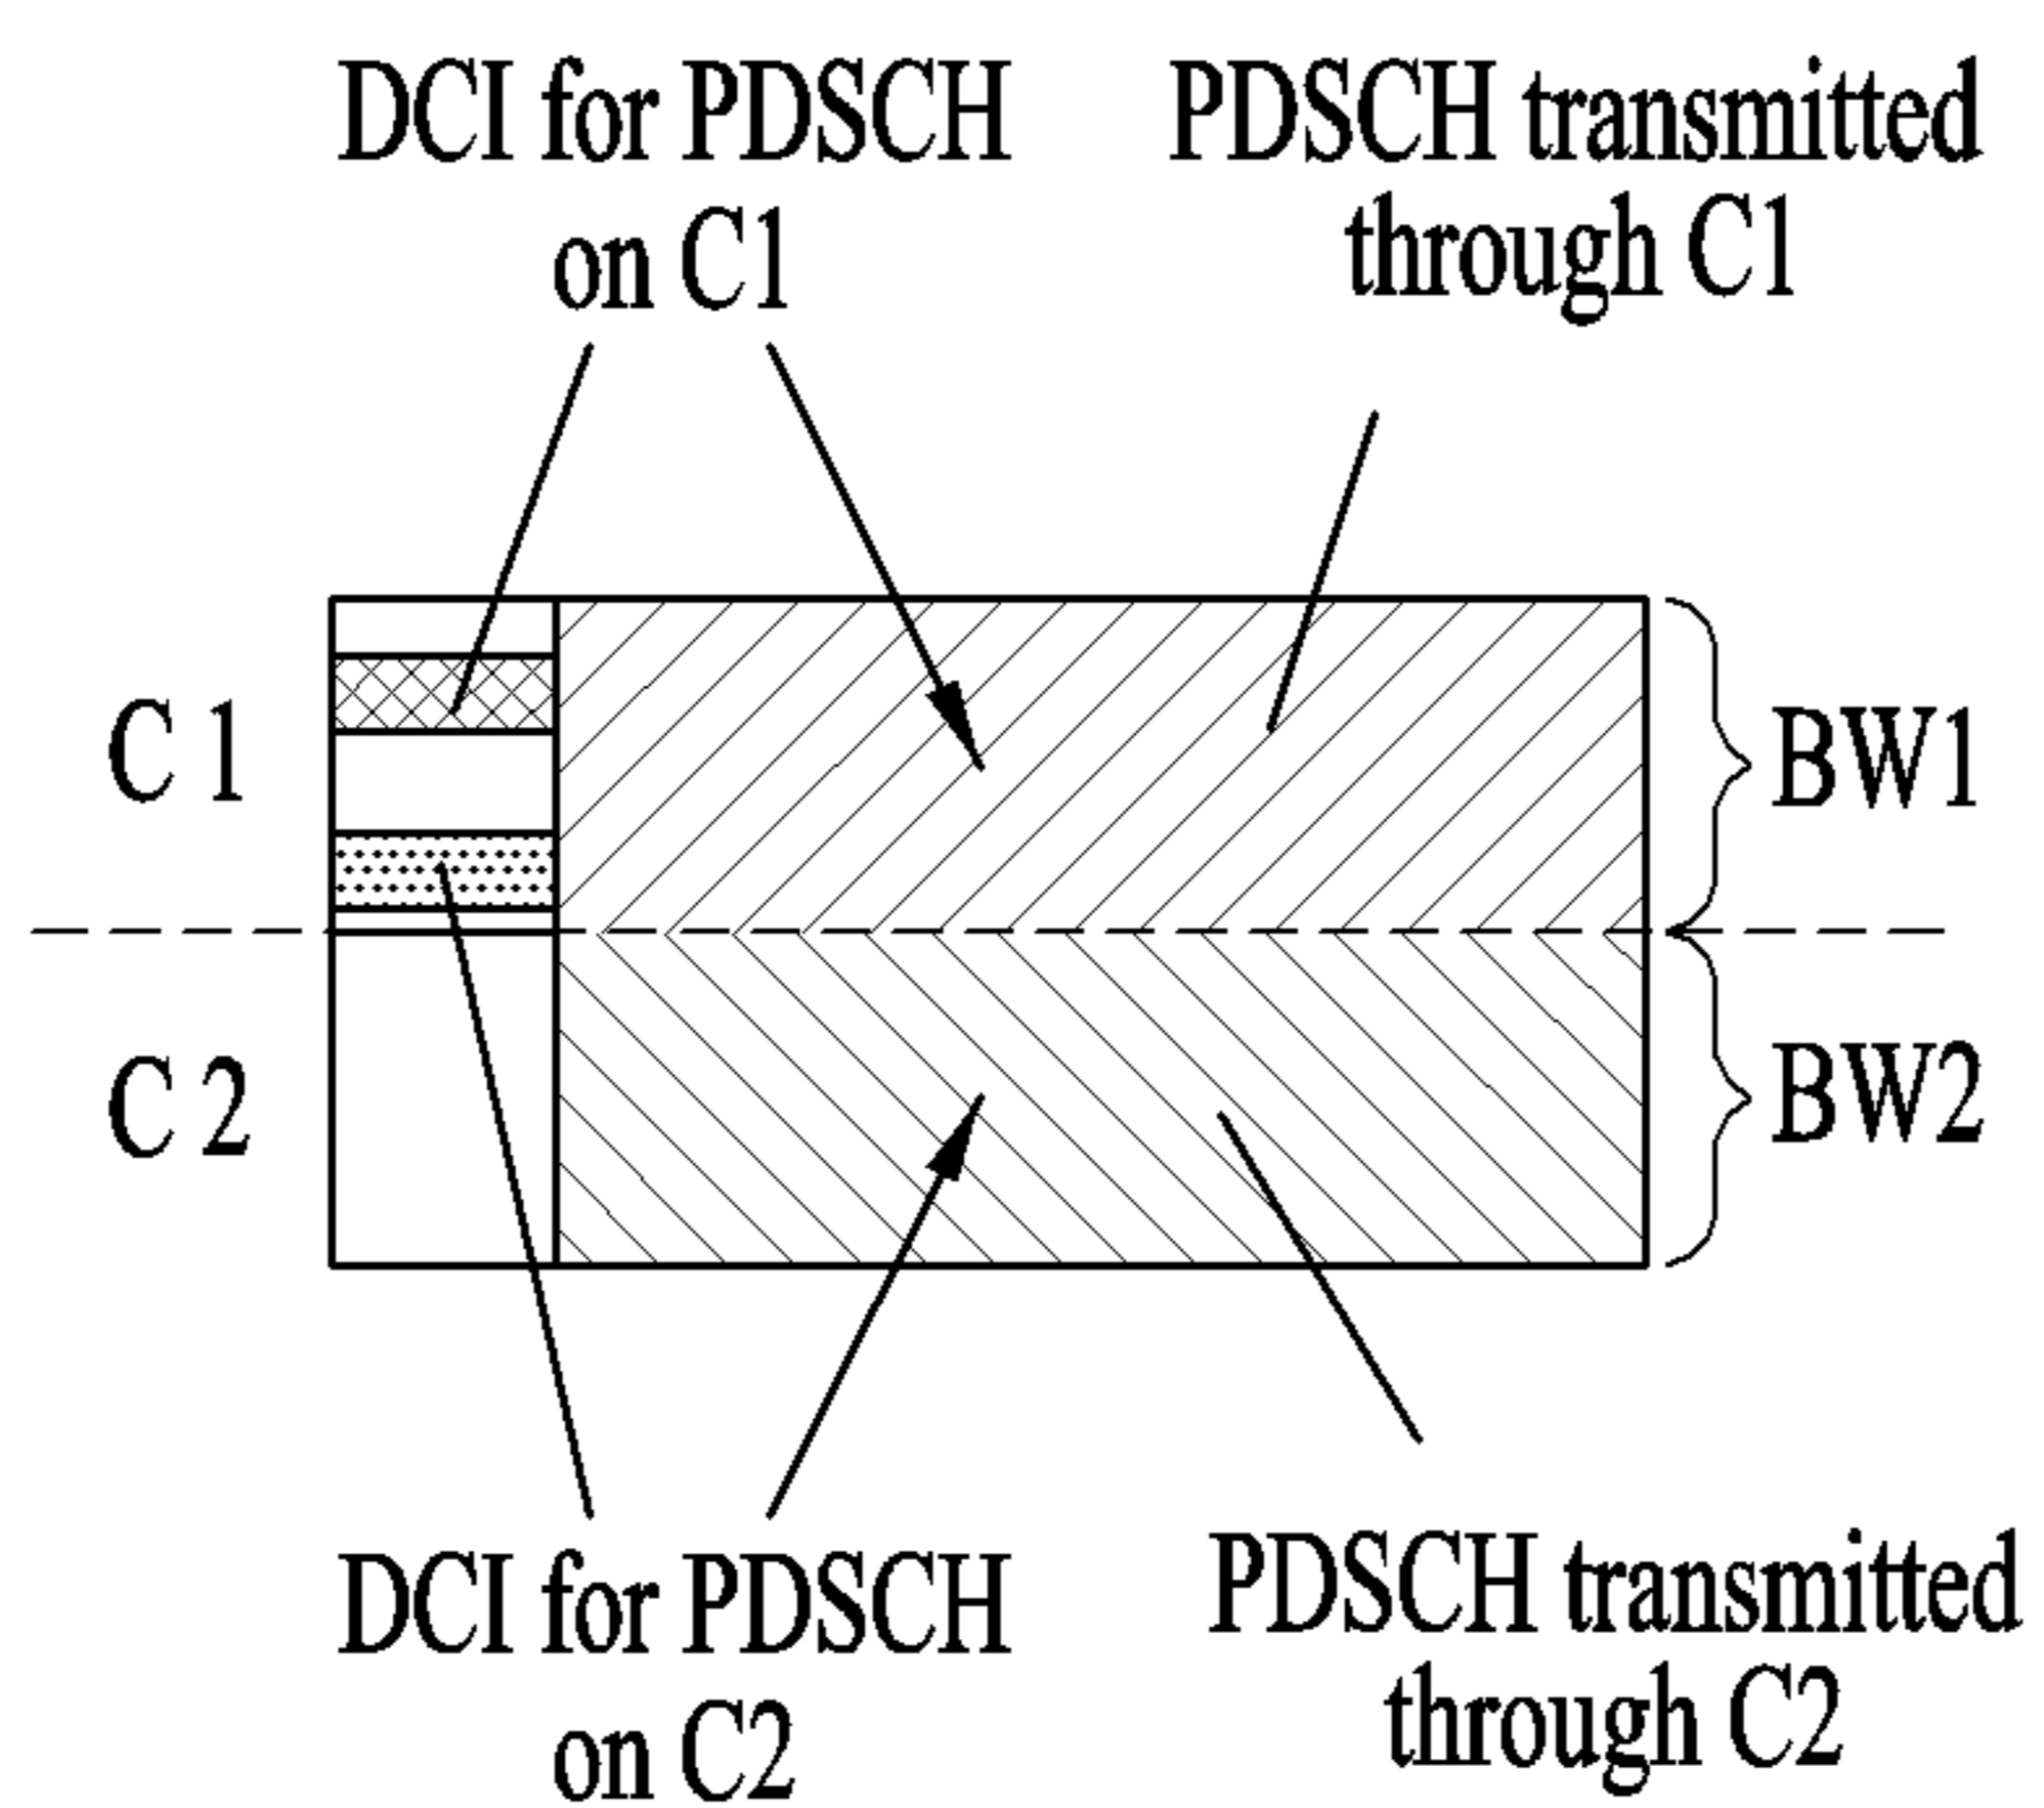 DCI for PDSCH
on C1
PDSCH transmitted
through C1
C 1
BW1
C 2
BW2
DCI for PDSCH
on C2
PDSCH transmitted
through C2